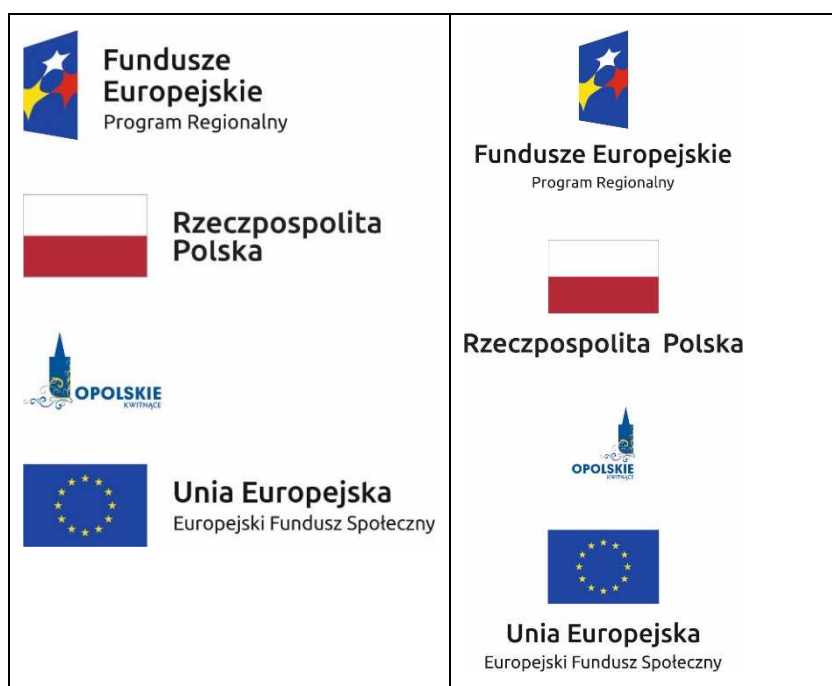 Fundusze
Europejskie
Program Regionalny
Rzeczpospolita
Polska
OPOLSKIE
KWITNĄCE
Unia Europejska
Europejski Fundusz Społeczny
Fundusze Europejskie
Program Regionalny
Rzeczpospolita Polska
OPOLSKIE
KWITNĄCE
Unia Europejska
Europejski Fundusz Społeczny